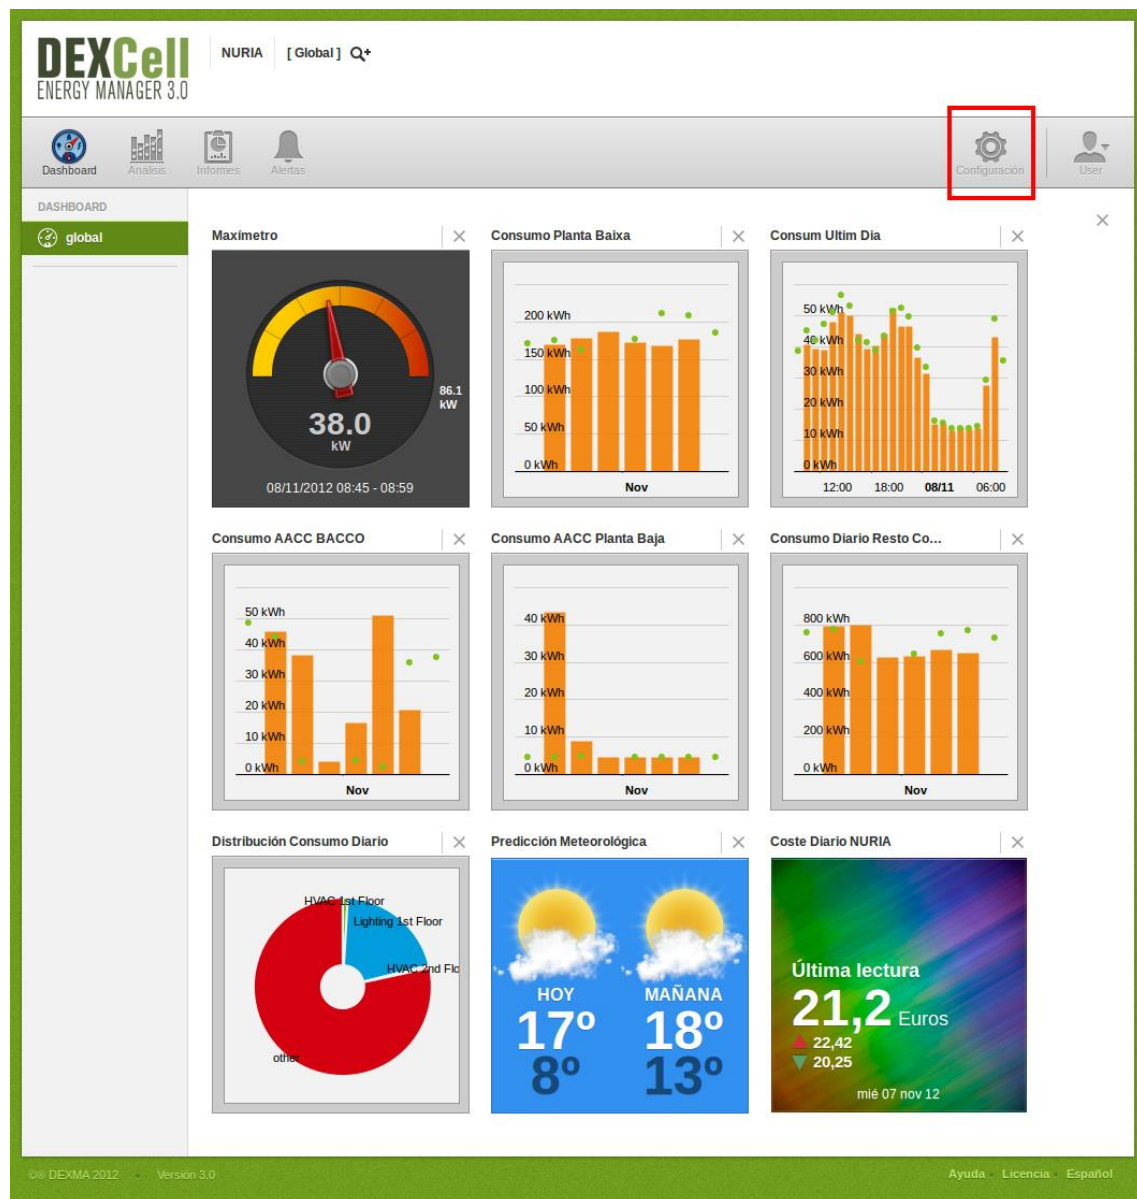 DEXCell
ENERGY MANAGER 3.0
NURIA [ Global ]
Dashboard Análisis Informes Alertas Configuración User
DASHBOARD
global
Maxímetro
86.1
kW
38.0
kW
08/11/2012 08:45 - 08:59
Consumo Planta Baixa
200 kWh
150 kWh
100 kWh
50 kWh
0 kWh
Nov
Consum Ultim Dia
50 kWh
40 kWh
30 kWh
20 kWh
10 kWh
0 kWh
12:00 18:00 08/11 06:00
Consumo AACC BACCO
50 kWh
40 kWh
30 kWh
20 kWh
10 kWh
0 kWh
Nov
Consumo AACC Planta Baja
40 kWh
30 kWh
20 kWh
10 kWh
0 kWh
Nov
Consumo Diario Resto Co...
800 kWh
600 kWh
400 kWh
200 kWh
0 kWh
Nov
Distribución Consumo Diario
HVAC 1st Floor
Lighting 1st Floor
HVAC 2nd Flo
other
Predicción Meteorológica
HOY MAÑANA
17º 18º
8º 13º
Coste Diario NURIA
Última lectura
21,2 Euros
22,42
20,25
mié 07 nov 12
©® DEXMA 2012 - Versión 3.0
Ayuda - Licencia - Español